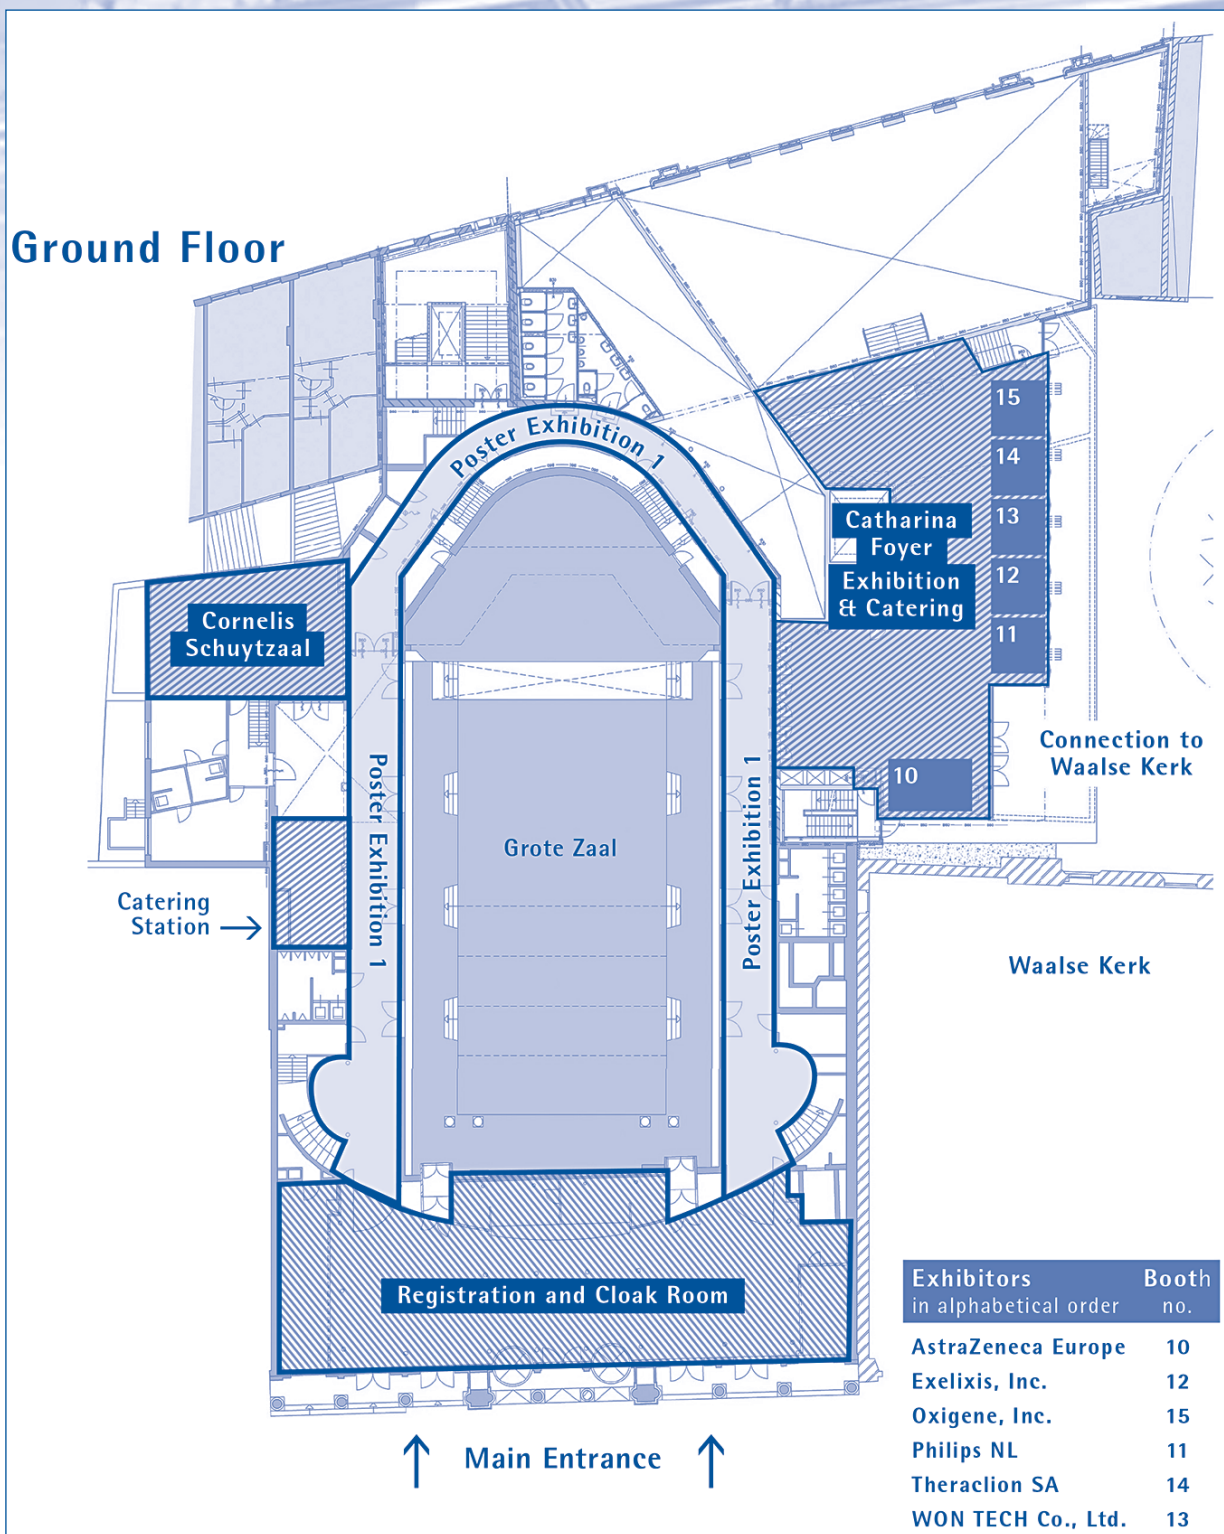 Ground Floor
Poster Exhibition 1
15
14
13
12
11
Catharina
Foyer
Exhibition
& Catering
Cornelis
Schuytzaal
Connection to
Waalse Kerk
10
Poster Exhibition 1
Grote Zaal
Poster Exhibition 1
Catering
Station
Waalse Kerk
Registration and Cloak Room
Main Entrance
Exhibitors Booth
in alphabetical order no.
AstraZeneca Europe 10
Exelixis, Inc. 12
Oxigene, Inc. 15
Philips NL 11
Theraclion SA 14
WON TECH Co., Ltd. 13